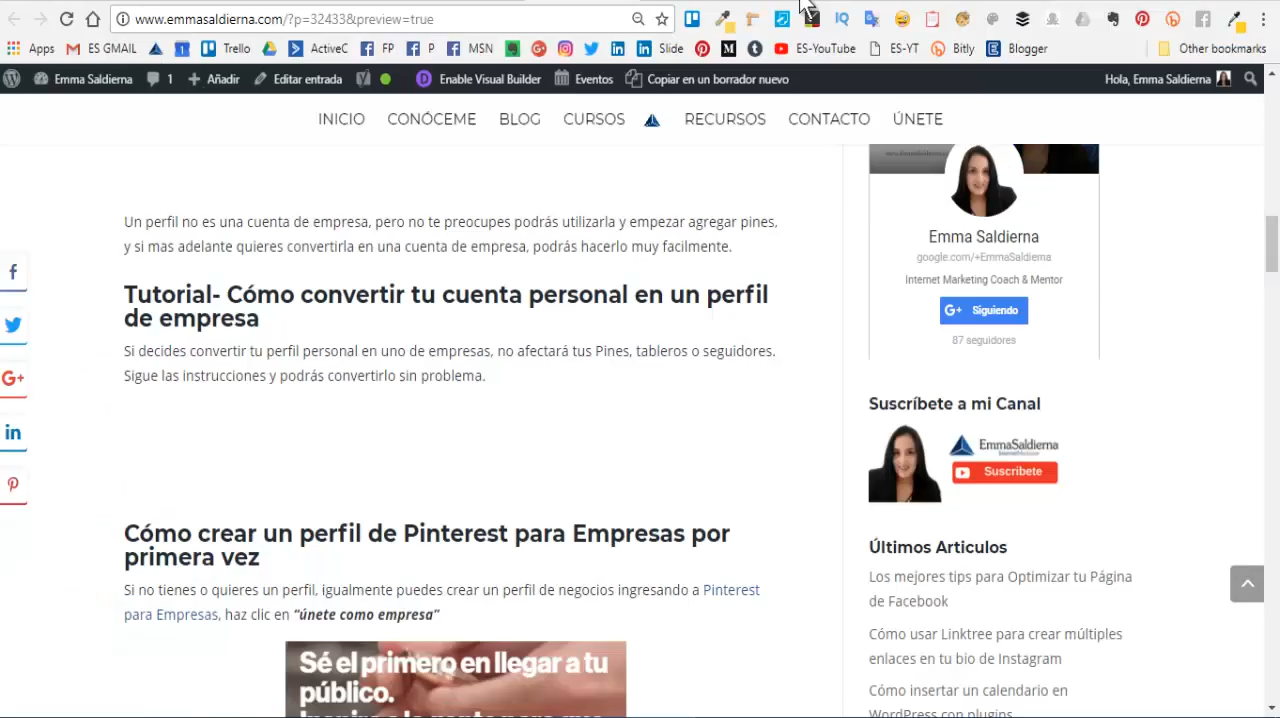 www.emmasaldierna.com/?p=32433&preview=true
Apps ES GMAIL Trello ActiveC FP P MSN Slide ES-YouTube ES-YT Bitly Blogger Other bookmarks
Emma Saldierna 1 Añadir Editar entrada Enable Visual Builder Eventos Copiar en un borrador nuevo Hola, Emma Saldierna
INICIO CONÓCEME BLOG CURSOS RECURSOS CONTACTO ÚNETE
Un perfil no es una cuenta de empresa, pero no te preocupes podrás utilizarla y empezar agregar pines,
y si mas adelante quieres convertirla en una cuenta de empresa, podrás hacerlo muy facilmente.
Tutorial- Cómo convertir tu cuenta personal en un perfil
de empresa
Si decides convertir tu perfil personal en uno de empresas, no afectará tus Pines, tableros o seguidores.
Sigue las instrucciones y podrás convertirlo sin problema.
Cómo crear un perfil de Pinterest para Empresas por
primera vez
Si no tienes o quieres un perfil, igualmente puedes crear un perfil de negocios ingresando a Pinterest
para Empresas, haz clic en "únete como empresa"
Sé el primero en llegar a tu
público.
Emma Saldierna
google.com/+EmmaSaldierna
Internet Marketing Coach & Mentor
G+ Siguiendo
87 seguidores
Suscríbete a mi Canal
EmmaSaldierna
Suscribete
Últimos Articulos
Los mejores tips para Optimizar tu Página
de Facebook
Cómo usar Linktree para crear múltiples
enlaces en tu bio de Instagram
Cómo insertar un calendario en
WordPress con plugins